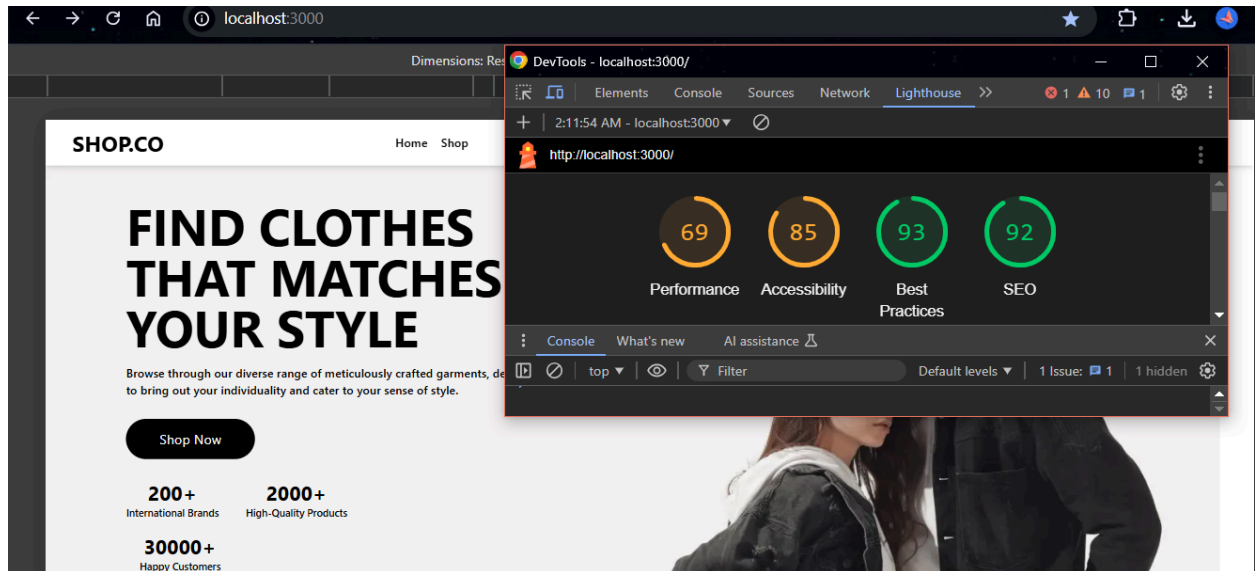 localhost:3000
Dimensions: Res
DevTools - localhost:3000/
Elements Console Sources Network Lighthouse 1 10 1
2:11:54 AM - localhost:3000
http://localhost:3000/
69 85 93 92
Performance Accessibility Best Practices SEO
Console What's new AI assistance
top Filter Default levels 1 Issue: 1 1 hidden
SHOP.CO Home Shop
FIND CLOTHES
THAT MATCHES
YOUR STYLE
Browse through our diverse range of meticulously crafted garments, de
to bring out your individuality and cater to your sense of style.
Shop Now
200+ 2000+
International Brands High-Quality Products
30000+
Happy Customers